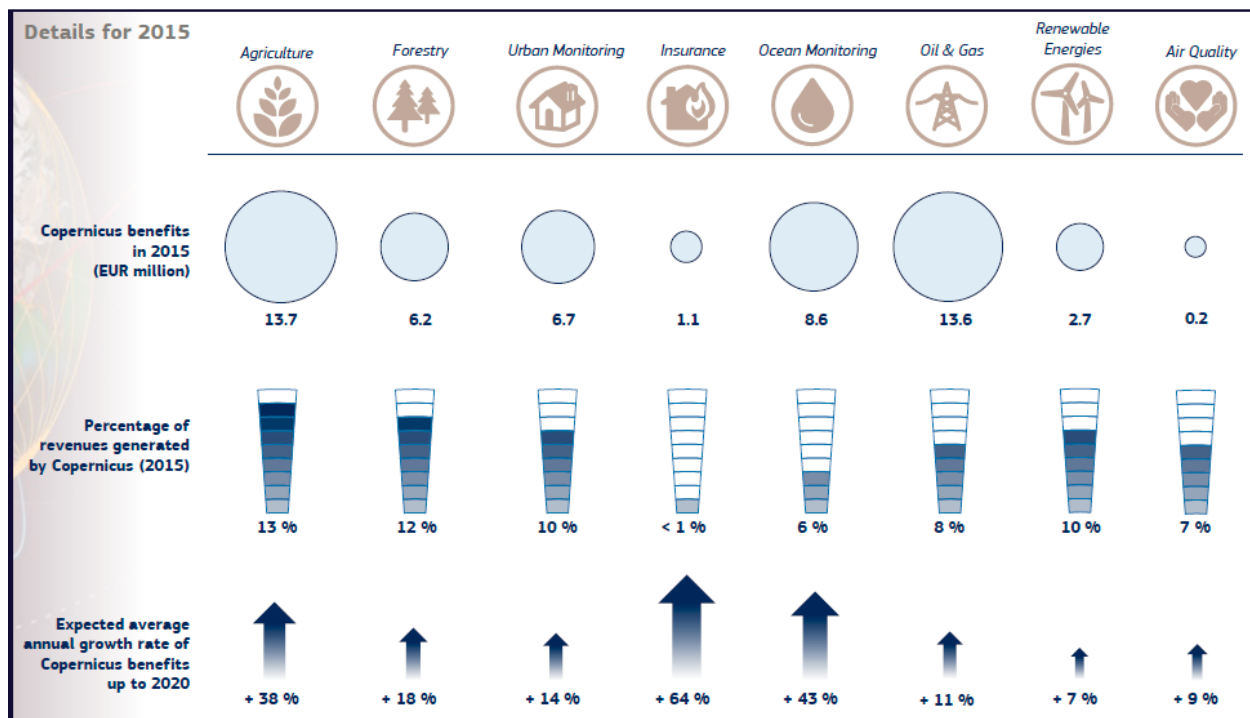 Details for 2015
Agriculture
Forestry
Urban Monitoring
Insurance
Ocean Monitoring
Oil & Gas
Renewable
Energies
Air Quality
Copernicus benefits
in 2015
(EUR million)
13.7 6.2 6.7 1.1 8.6 13.6 2.7 0.2
Percentage of
revenues generated
by Copernicus (2015)
13 % 12 % 10 % < 1 % 6 % 8 % 10 % 7 %
Expected average
annual growth rate of
Copernicus benefits
up to 2020
+ 38 % + 18 % + 14 % + 64 % + 43 % + 11 % + 7 % + 9 %